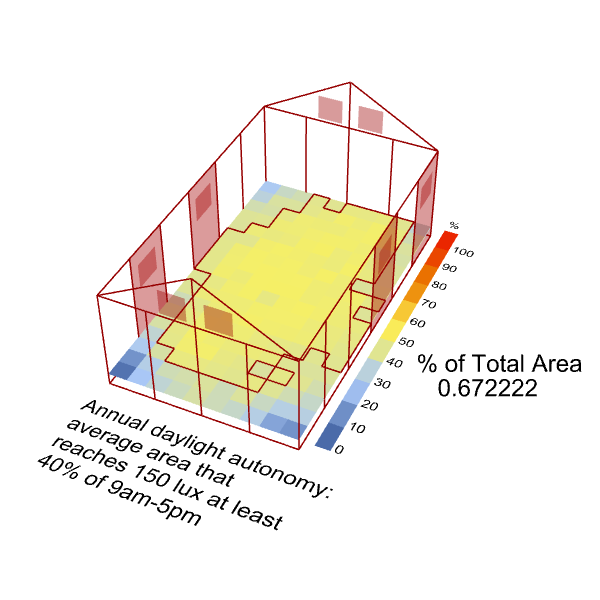 %
100
90
80
70
60
50
40
30
20
10
0
% of Total Area
0.672222
Annual daylight autonomy:
average area that
reaches 150 lux at least
40% of 9am-5pm